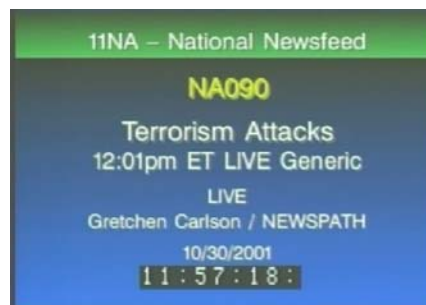 11NA – National Newsfeed
NA090
Terrorism Attacks
12:01pm ET LIVE Generic
LIVE
Gretchen Carlson / NEWSPATH
10/30/2001
11:57:18: